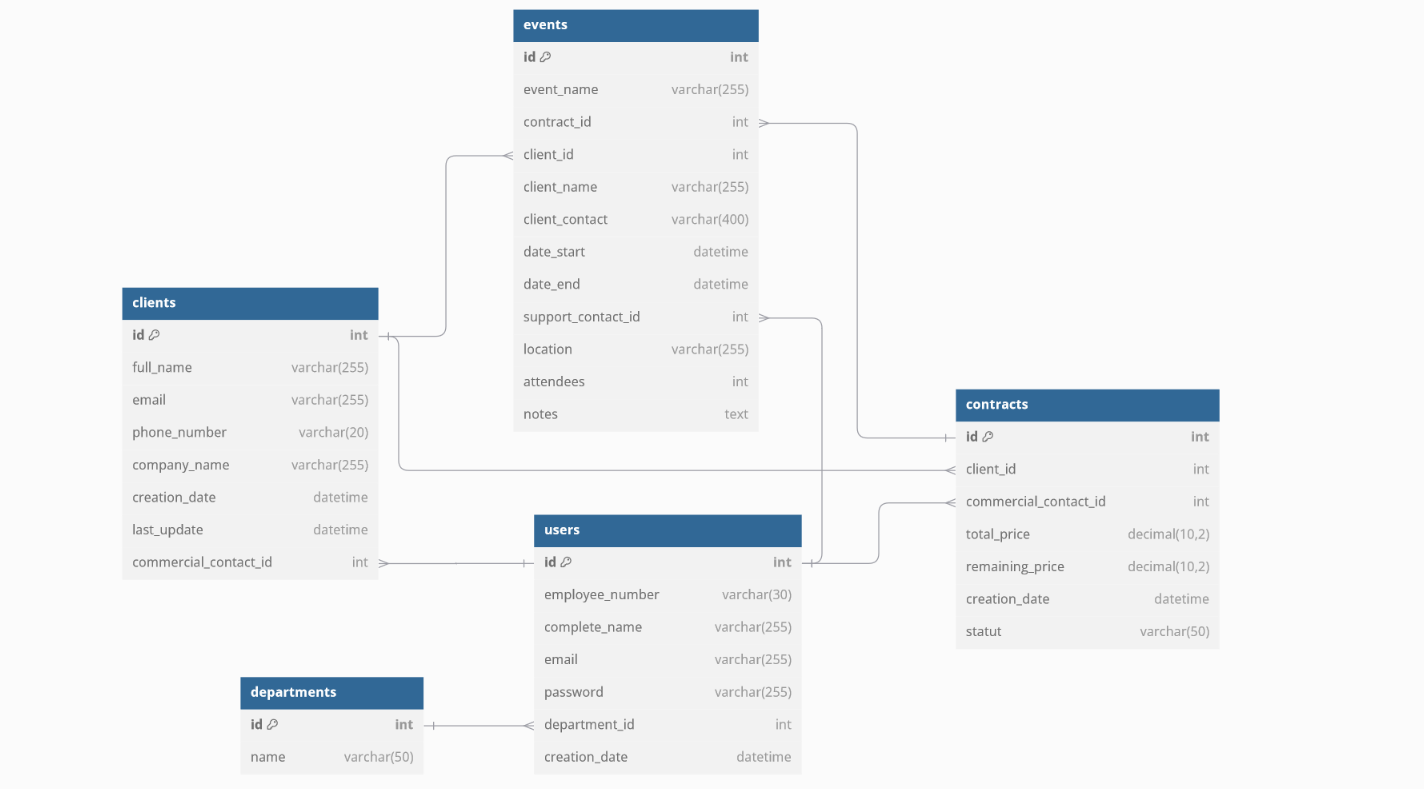 events
id int
event_name varchar(255)
contract_id int
client_id int
client_name varchar(255)
client_contact varchar(400)
date_start datetime
date_end datetime
support_contact_id int
location varchar(255)
attendees int
notes text
clients
id int
full_name varchar(255)
email varchar(255)
phone_number varchar(20)
company_name varchar(255)
creation_date datetime
last_update datetime
commercial_contact_id int
contracts
id int
client_id int
commercial_contact_id int
total_price decimal(10,2)
remaining_price decimal(10,2)
creation_date datetime
statut varchar(50)
users
id int
employee_number varchar(30)
complete_name varchar(255)
email varchar(255)
password varchar(255)
department_id int
creation_date datetime
departments
id int
name varchar(50)